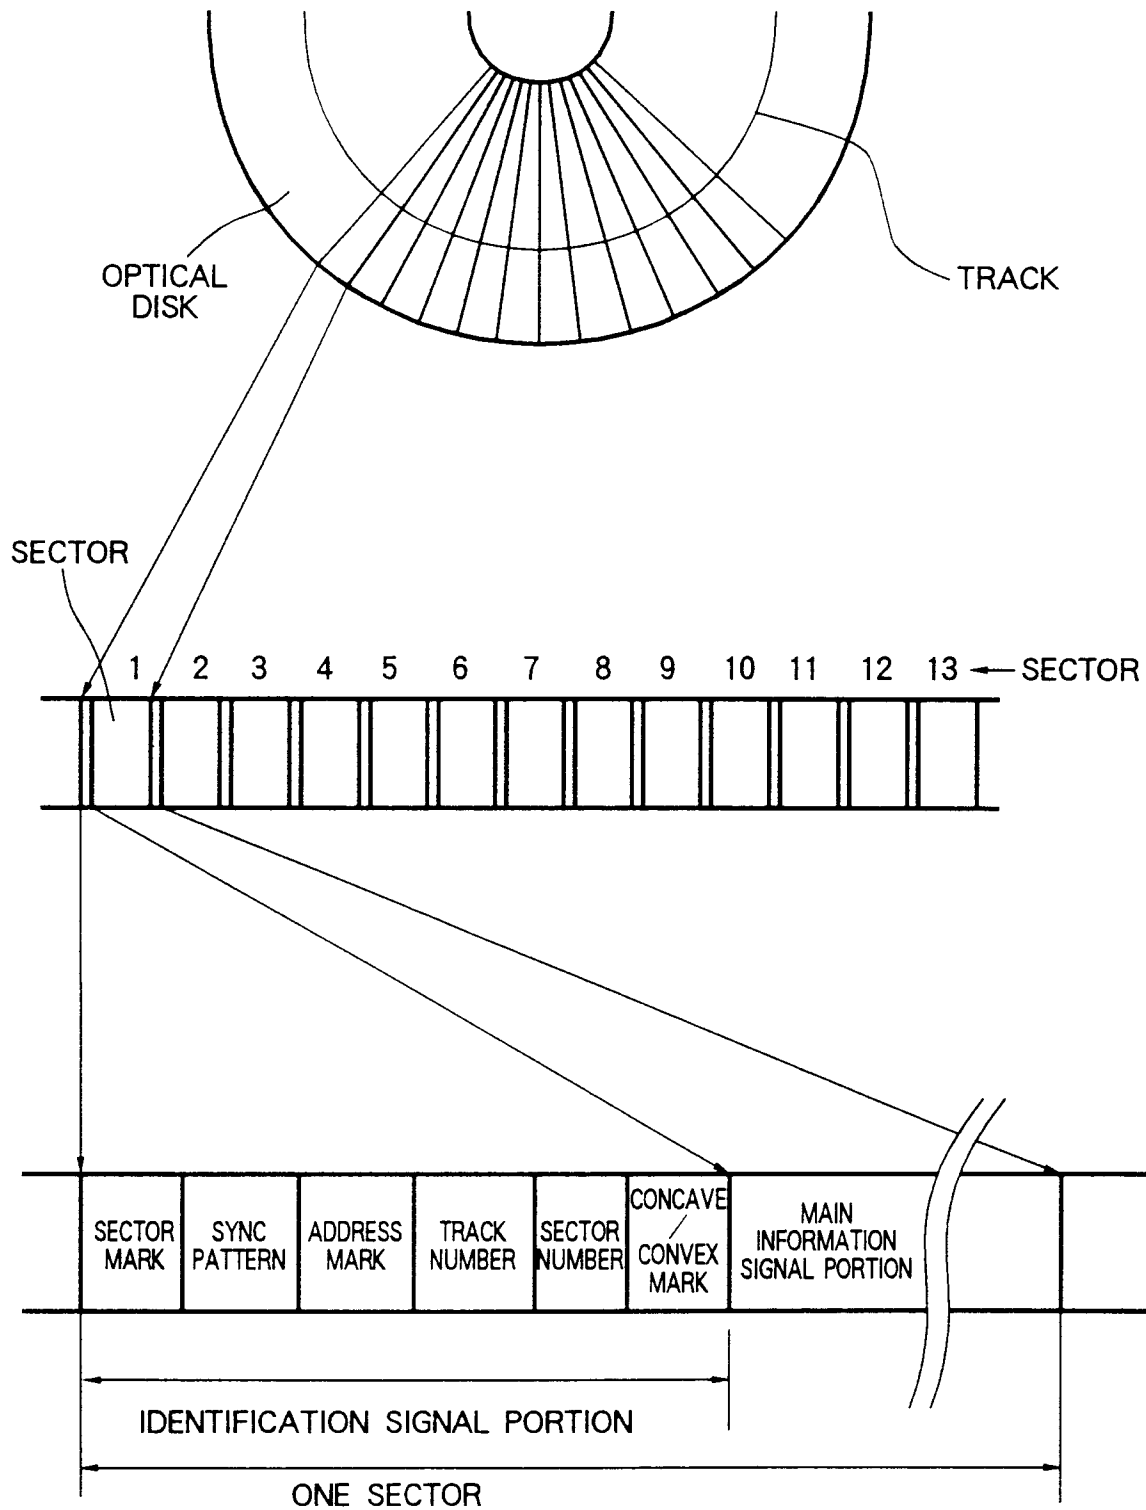 OPTICAL
DISK
TRACK
SECTOR
1 2 3 4 5 6 7 8 9 10 11 12 13 SECTOR
SECTOR
MARK
SYNC
PATTERN
ADDRESS
MARK
TRACK
NUMBER
SECTOR
NUMBER
CONCAVE
/
CONVEX
MARK
MAIN
INFORMATION
SIGNAL PORTION
IDENTIFICATION SIGNAL PORTION
ONE SECTOR